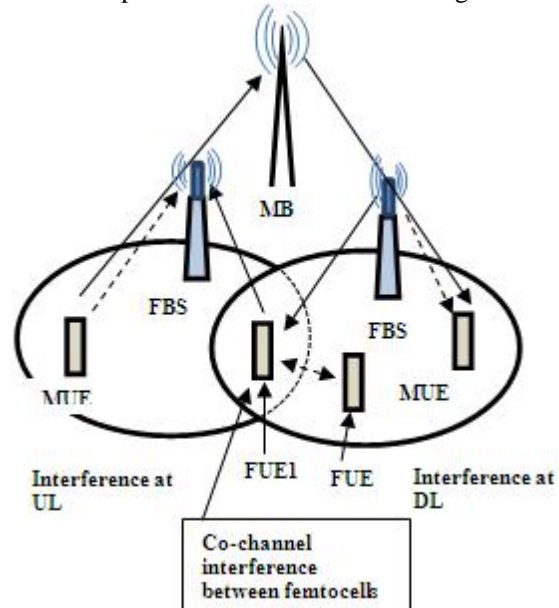 MB
FBS
FBS
MUE
MUE
FUE1
FUE
Interference at
UL
Interference at
DL
Co-channel
interference
between femtocells